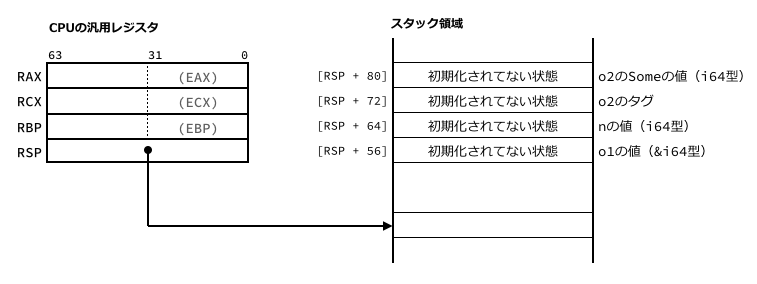 CPUの汎用レジスタ
63 31 0
RAX (EAX)
RCX (ECX)
RBP (EBP)
RSP
スタック領域
[RSP + 80] 初期化されてない状態 o2のSomeの値（i64型）
[RSP + 72] 初期化されてない状態 o2のタグ
[RSP + 64] 初期化されてない状態 nの値（i64型）
[RSP + 56] 初期化されてない状態 o1の値（&i64型）